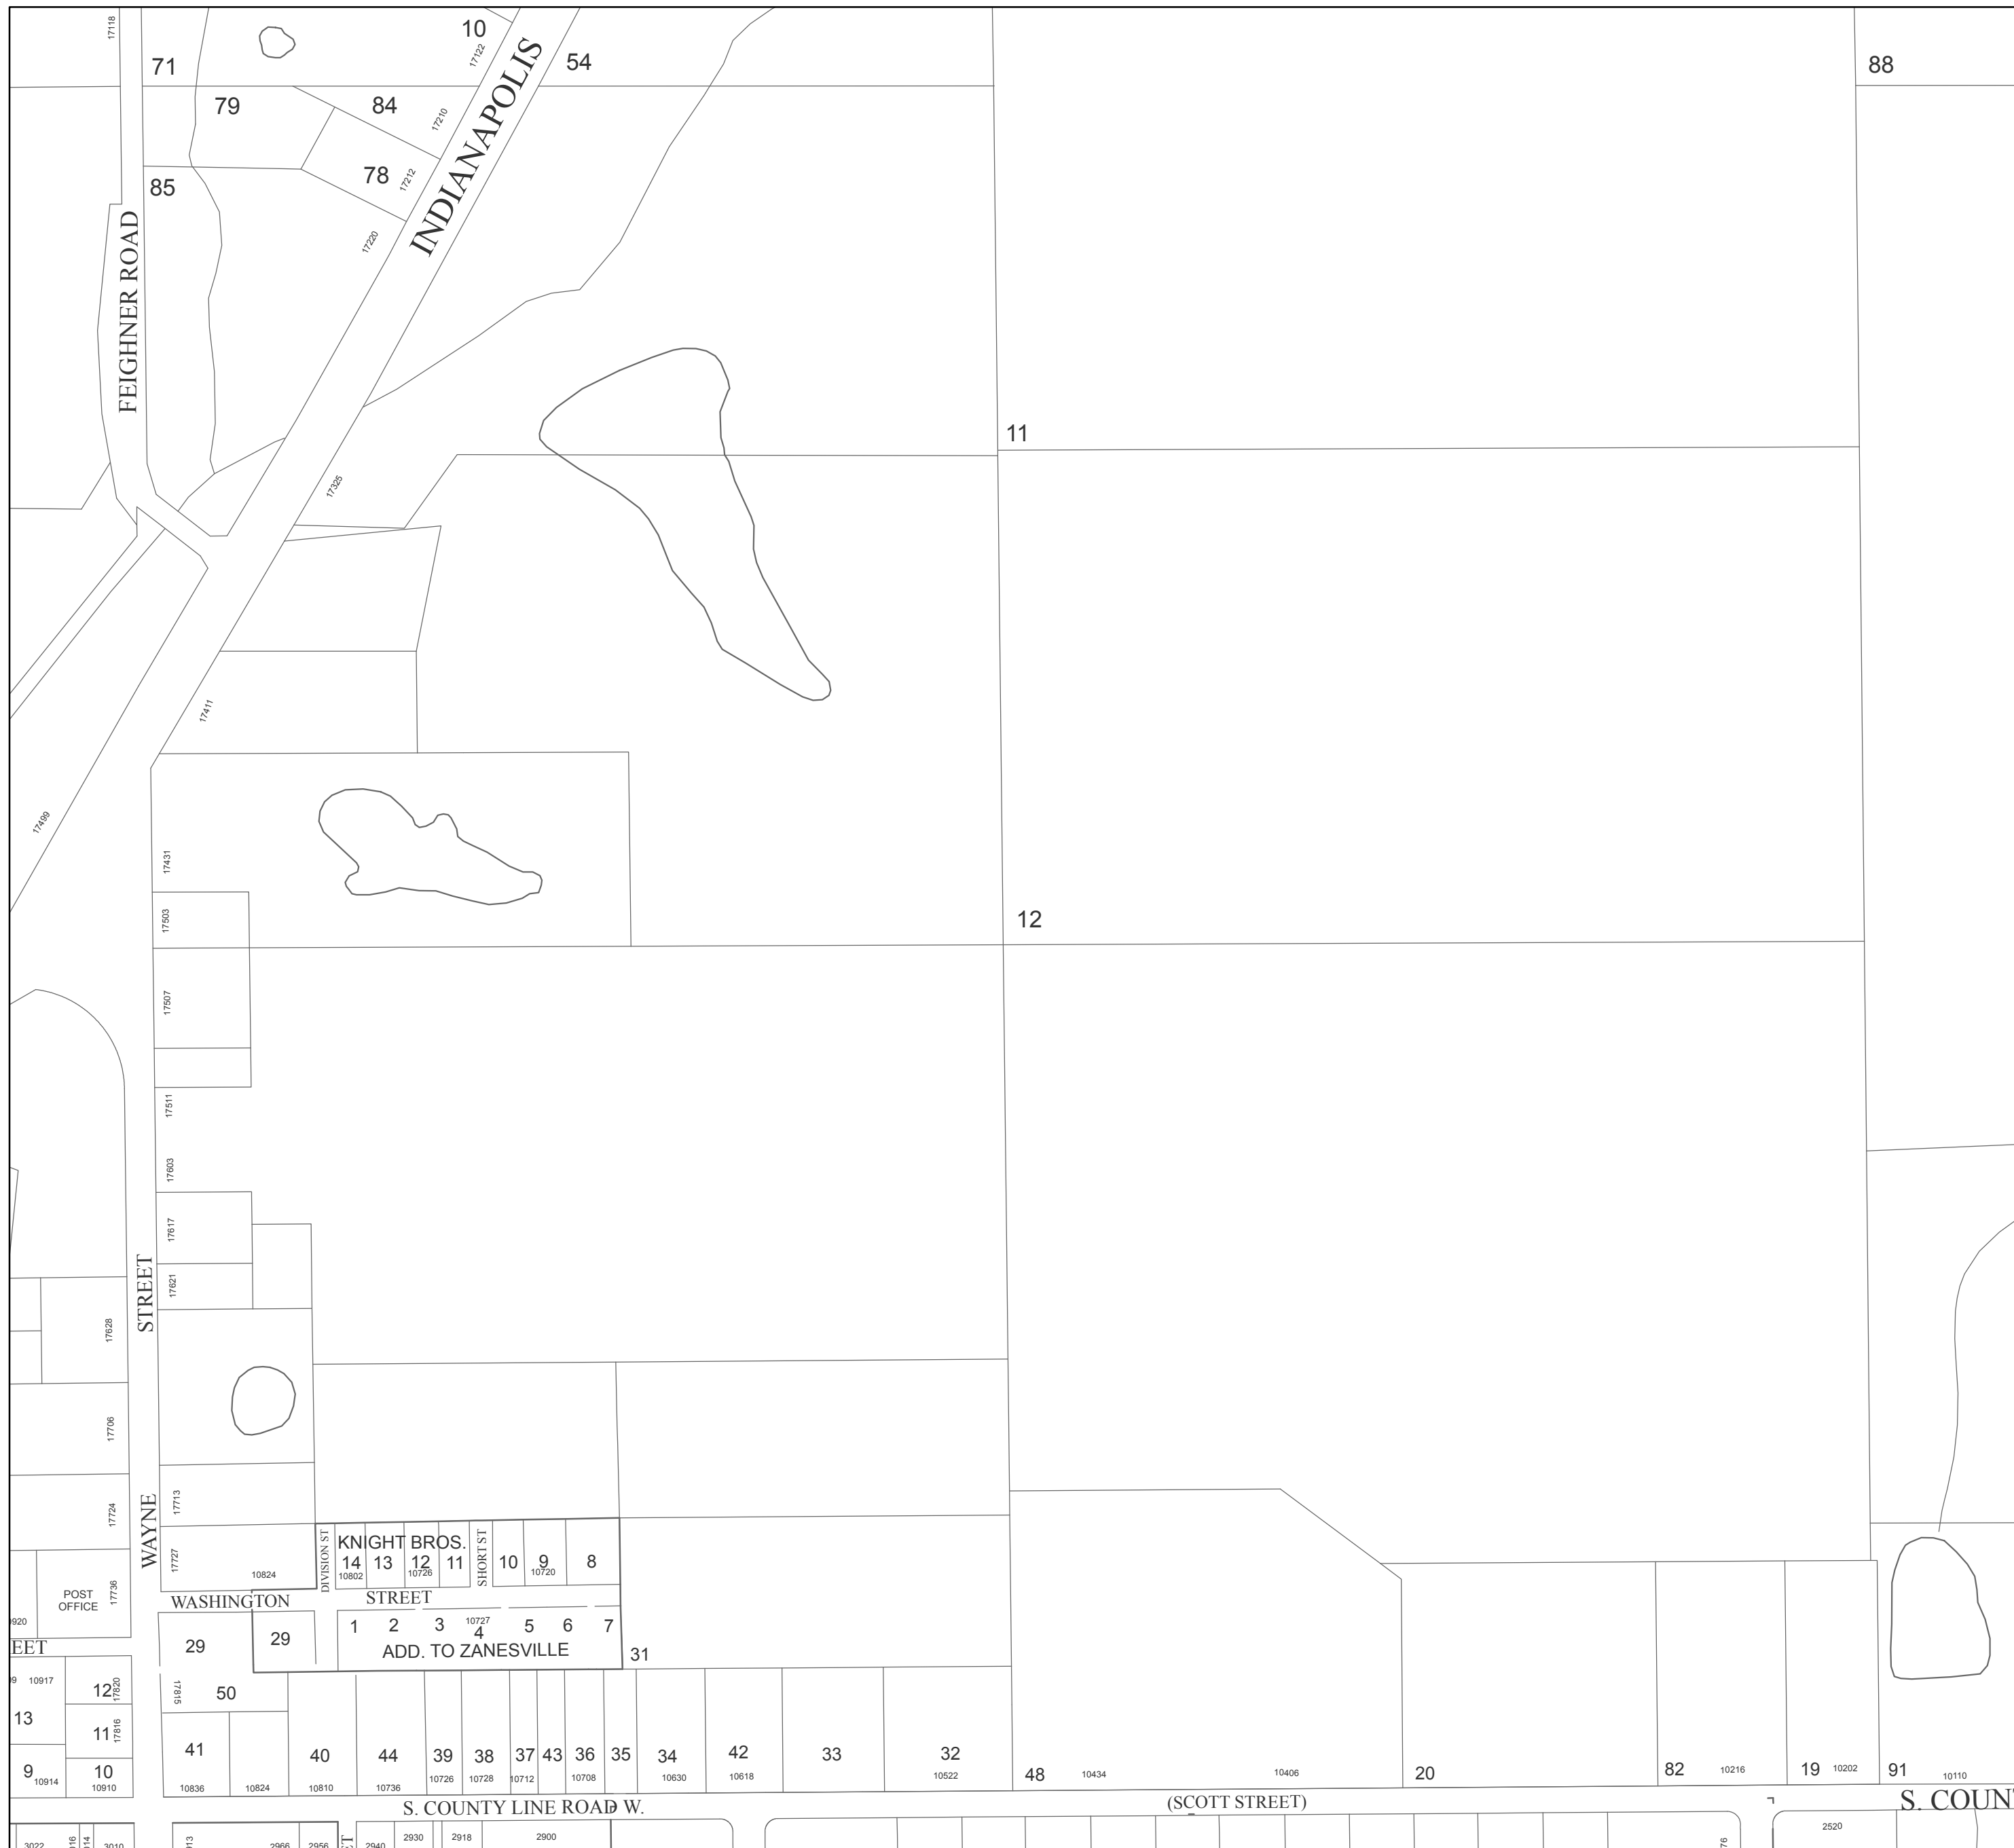 17118
71
10
17122
INDIANAPOLIS
54
88
79
84
17210
78
17212
85
17220
FEIGHNER ROAD
11
17325
17411
17499
17431
17503
12
17507
17511
17603
17617
17621
STREET
17628
17706
17724
17713
WAYNE
17727
10824
DIVISION ST
KNIGHT BROS.
SHORT ST
14 13 12 11 10 9 8
10802 10726 10720
POST
OFFICE
17736
WASHINGTON STREET
1 2 3 4 5 6 7
10727
ADD. TO ZANESVILLE
29 29
31
EET
10917
12
17820
17815
50
13
11
17816
9
10914
10
10910
41 40 44 39 38 37 43 36 35 34 42 33 32
10836 10824 10810 10736 10726 10728 10712 10708 10630 10618 10522
48 10434 10406 20 82 10216 19 10202 91 10110
S. COUNTY LINE ROAD W. (SCOTT STREET) S. COUN
3022 3010 2966 2956 2940 2930 2918 2900 2520